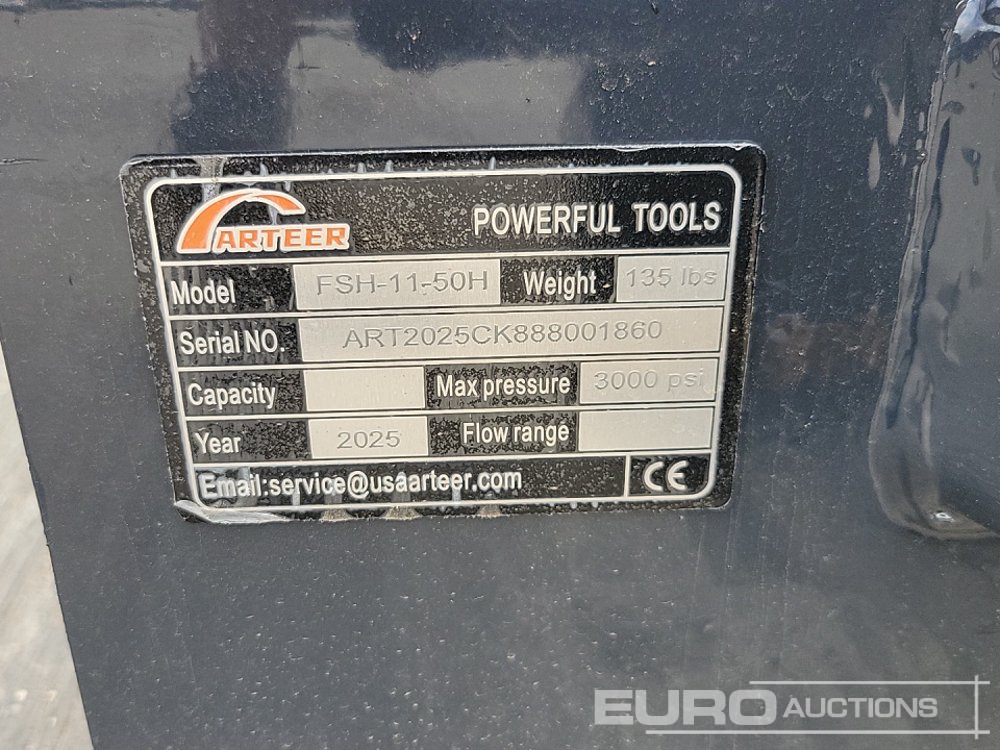 ARTEER POWERFUL TOOLS
Model FSH-11-50H Weight 135 lbs
Serial NO. ART2025CK888001860
Capacity Max pressure 3000 psi
Year 2025 Flow range
Email:service@usaarteer.com CE
EURO AUCTIONS